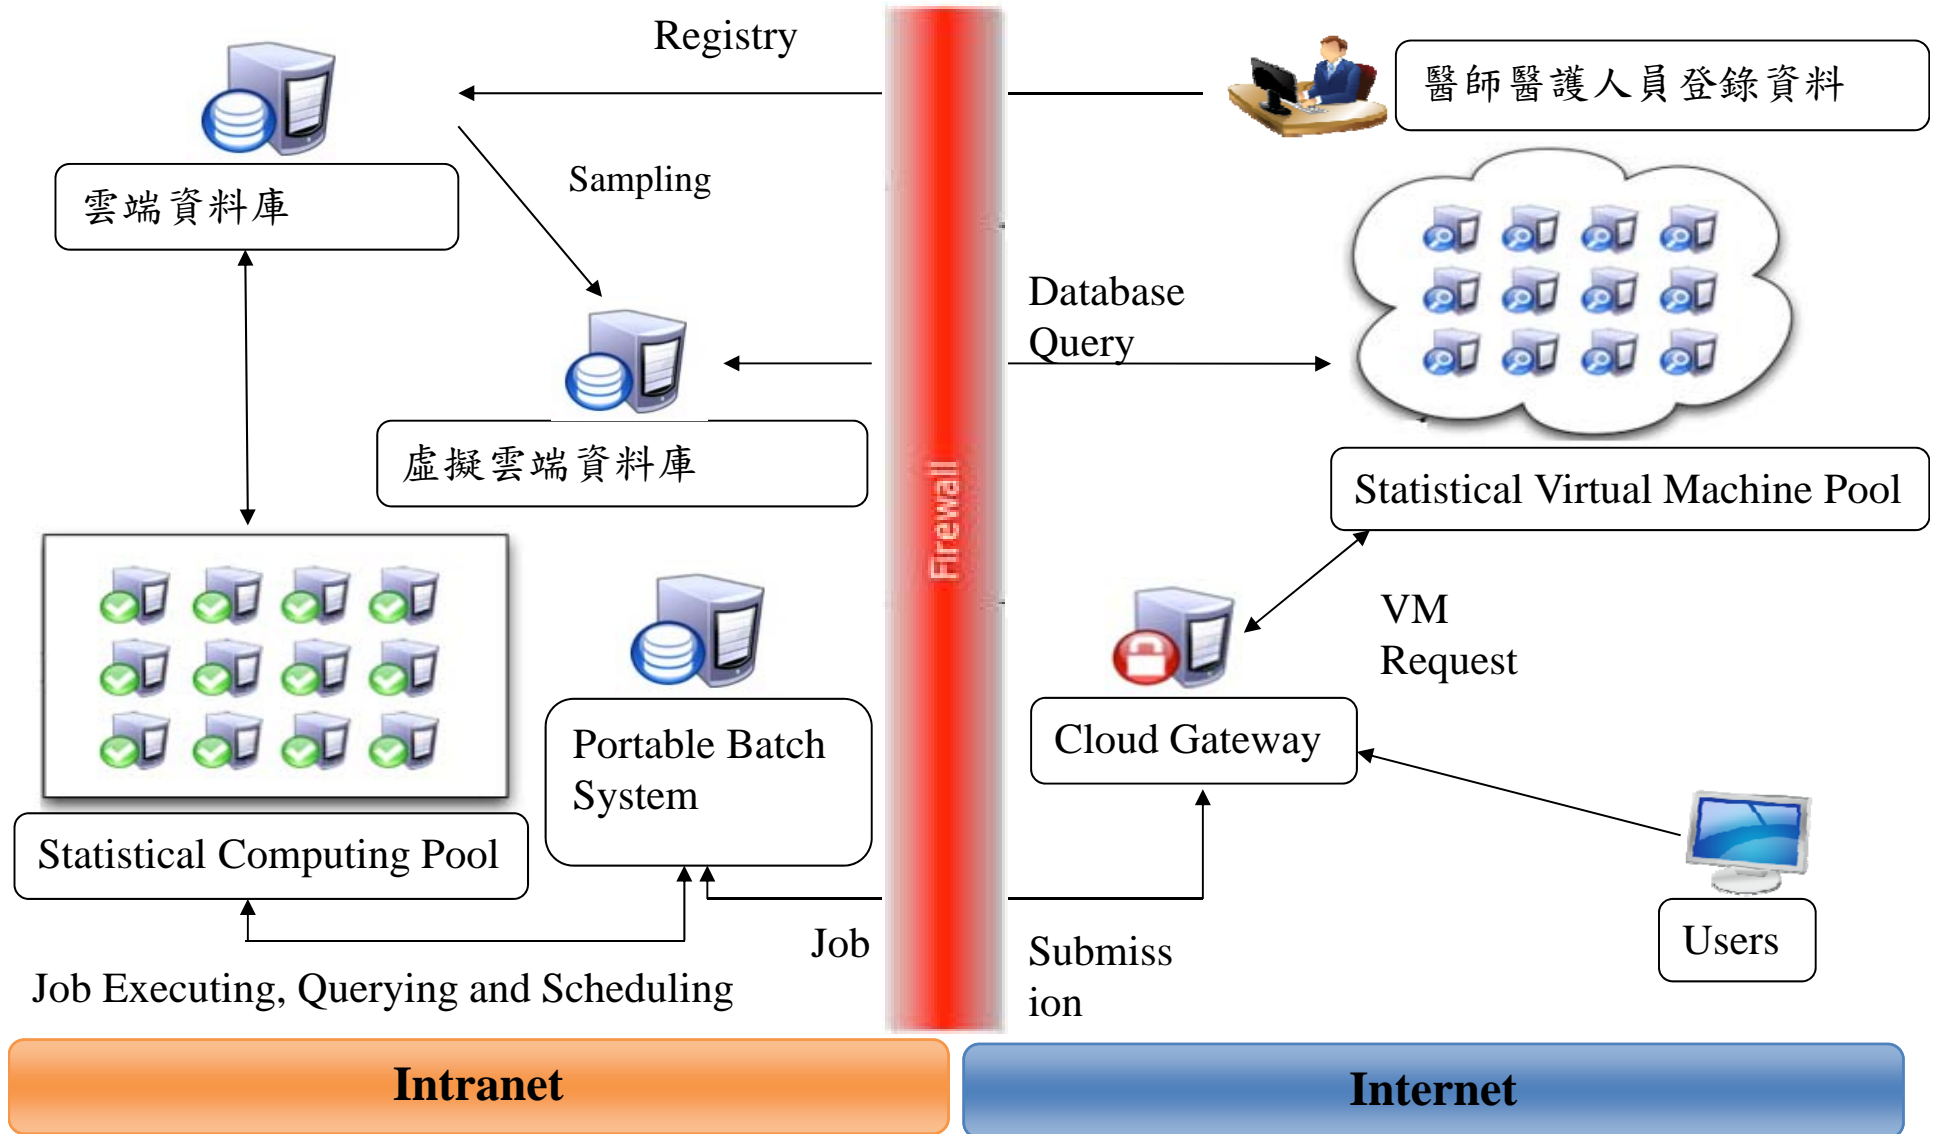 Registry
醫師醫護人員登錄資料
Sampling
雲端資料庫
Database
Query
虛擬雲端資料庫
Firewall
Statistical Virtual Machine Pool
VM
Request
Portable Batch
System
Cloud Gateway
Statistical Computing Pool
Users
Job
Submiss
ion
Job Executing, Querying and Scheduling
Intranet
Internet